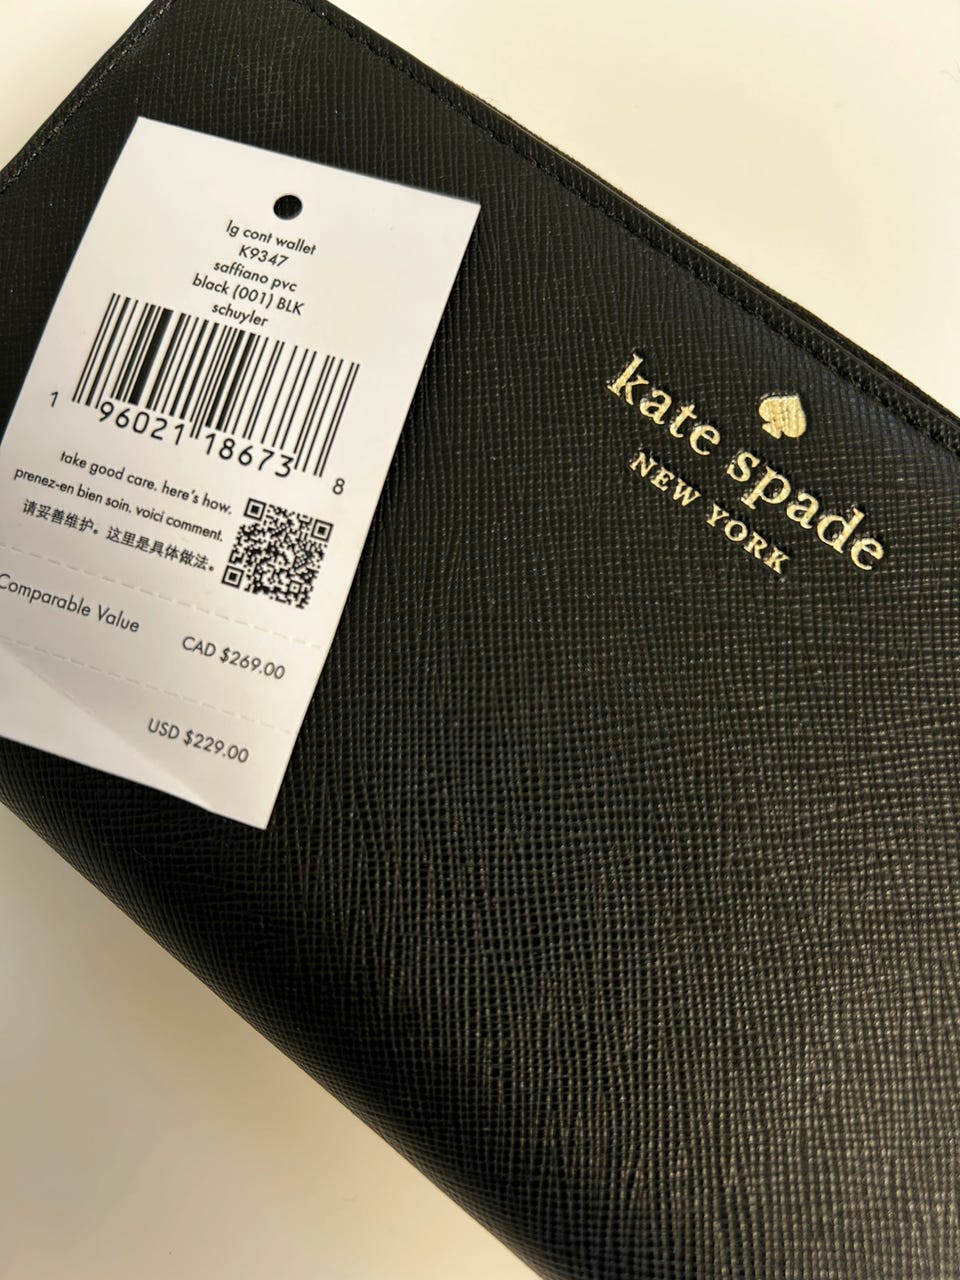 lg cont wallet
K9347
saffiano pvc
black (001) BLK
schuyler
1 96021 18673 8
take good care. here's how.
prenez-en bien soin. voici comment.
请妥善维护。这里是具体做法。
Comparable Value
CAD $269.00
USD $229.00
kate spade
NEW YORK